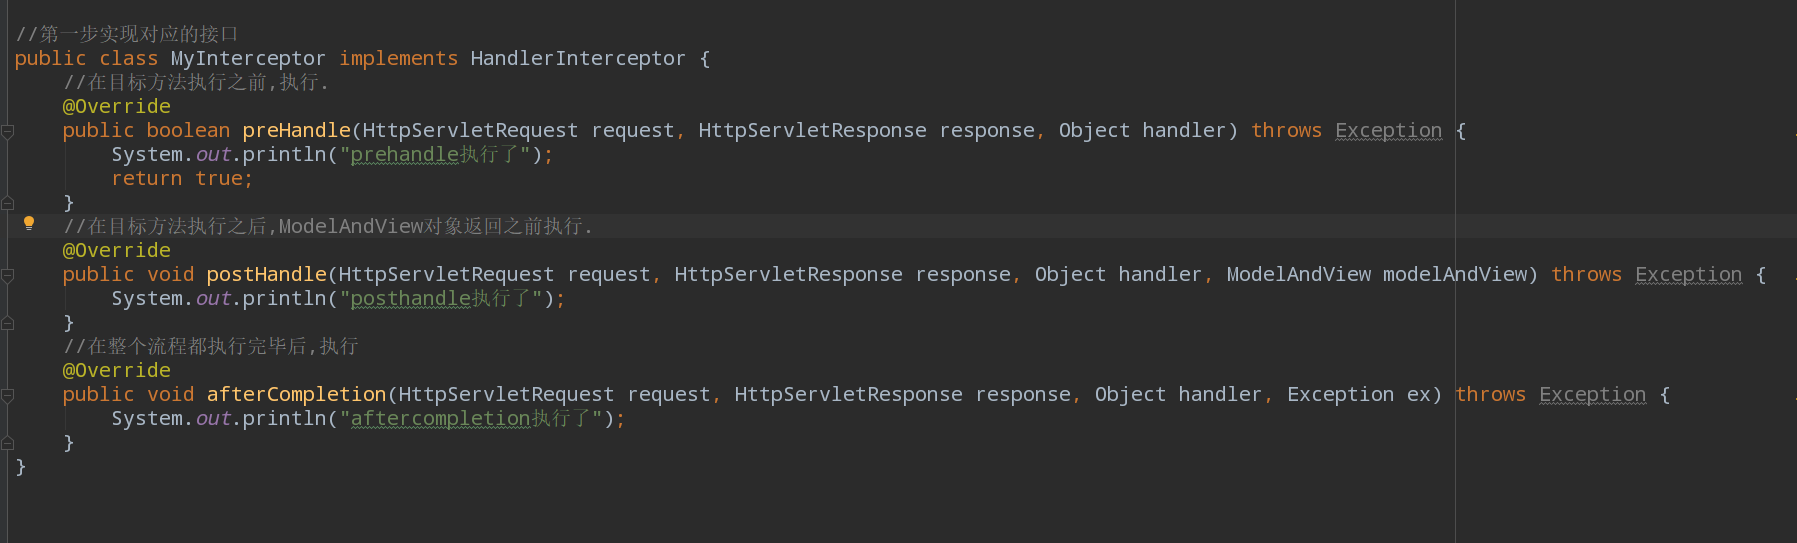 //第一步实现对应的接口
public class MyInterceptor implements HandlerInterceptor {
    //在目标方法执行之前,执行.
    @Override
    public boolean preHandle(HttpServletRequest request, HttpServletResponse response, Object handler) throws Exception {
        System.out.println("prehandle执行了");
        return true;
    }
    //在目标方法执行之后,ModelAndView对象返回之前执行.
    @Override
    public void postHandle(HttpServletRequest request, HttpServletResponse response, Object handler, ModelAndView modelAndView) throws Exception {
        System.out.println("posthandle执行了");
    }
    //在整个流程都执行完毕后,执行
    @Override
    public void afterCompletion(HttpServletRequest request, HttpServletResponse response, Object handler, Exception ex) throws Exception {
        System.out.println("aftercompletion执行了");
    }
}